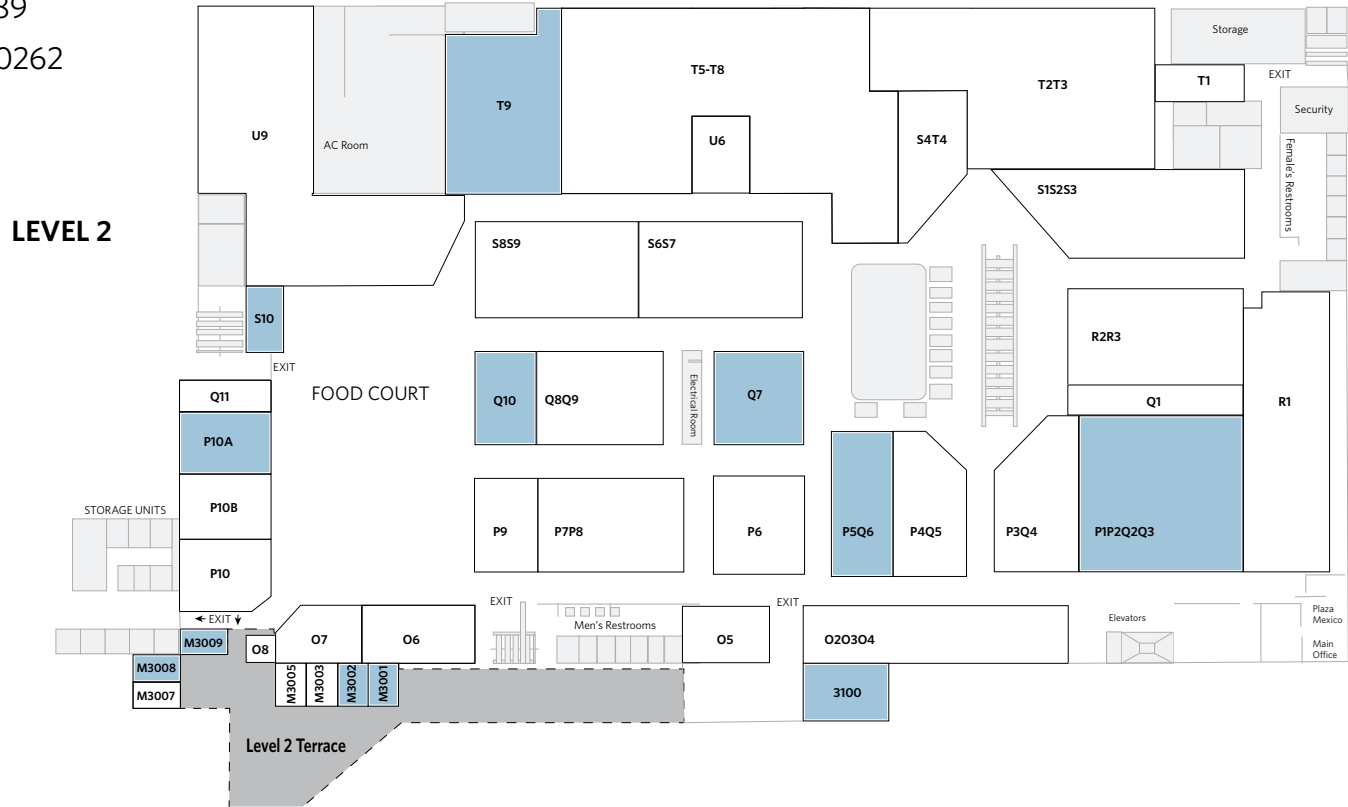 39
0262
LEVEL 2
Storage
T5-T8
T2T3
T1
EXIT
T9
Security
U9
AC Room
U6
S4T4
Female's Restrooms
S1S2S3
S8S9
S6S7
S10
R2R3
EXIT
FOOD COURT
Q11
Q10
Q8Q9
Electrical Room
Q7
Q1
R1
P10A
P10B
STORAGE UNITS
P9
P7P8
P6
P5Q6
P4Q5
P3Q4
P1P2Q2Q3
P10
EXIT
EXIT
EXIT
Men's Restrooms
Elevators
Plaza
Mexico
Main
Office
M3009
O8
O7
O6
O5
O2O3O4
M3008
M3007
M3005
M3003
M3002
M3001
3100
Level 2 Terrace